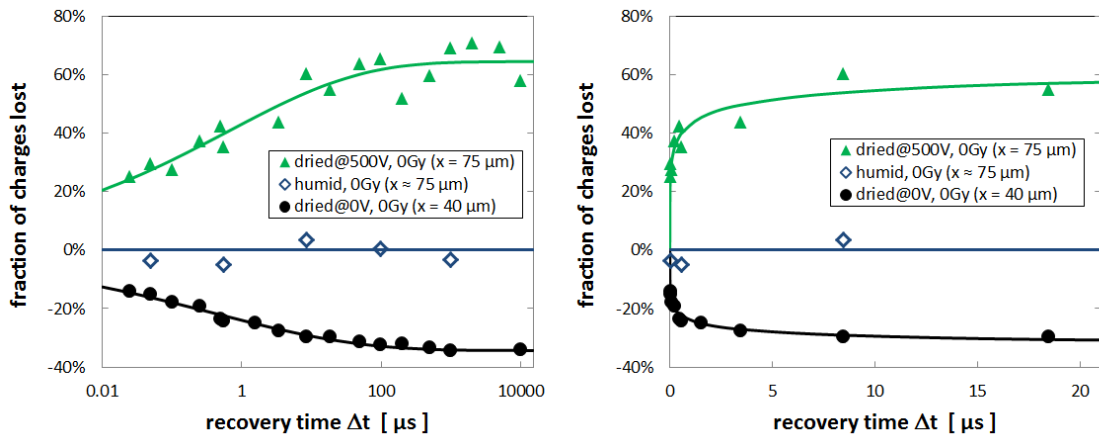 80%
60%
40%
20%
0%
-20%
-40%
fraction of charges lost
dried@500V, 0Gy (x = 75 µm)
humid, 0Gy (x ≈ 75 µm)
dried@0V, 0Gy (x = 40 µm)
0.01 1 100 10000
recovery time Δt [ µs ]
80%
60%
40%
20%
0%
-20%
-40%
fraction of charges lost
dried@500V, 0Gy (x = 75 µm)
humid, 0Gy (x ≈ 75 µm)
dried@0V, 0Gy (x = 40 µm)
0 5 10 15 20
recovery time Δt [ µs ]